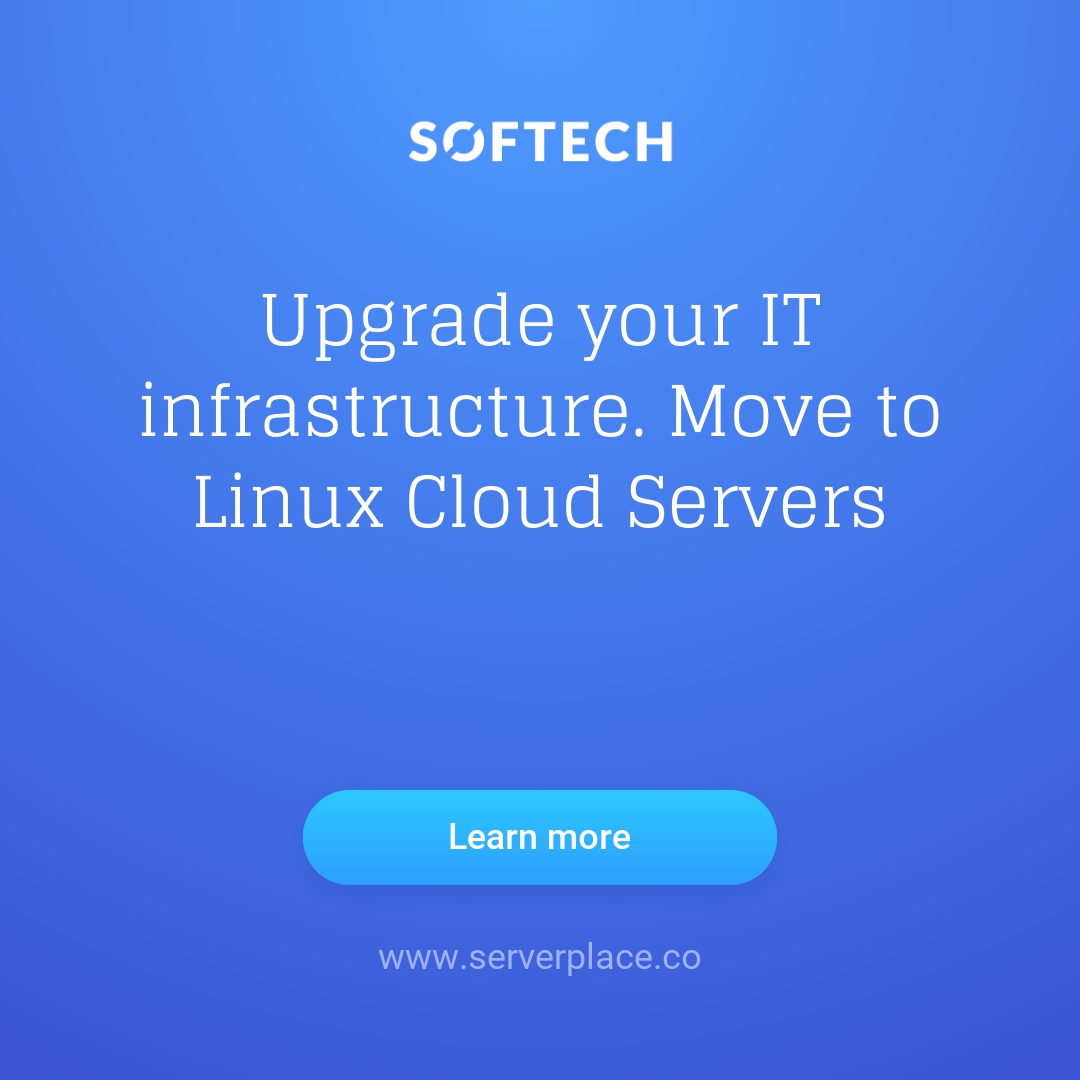 SOFTECH
Upgrade your IT
infrastructure. Move to
Linux Cloud Servers
Learn more
www.serverplace.co